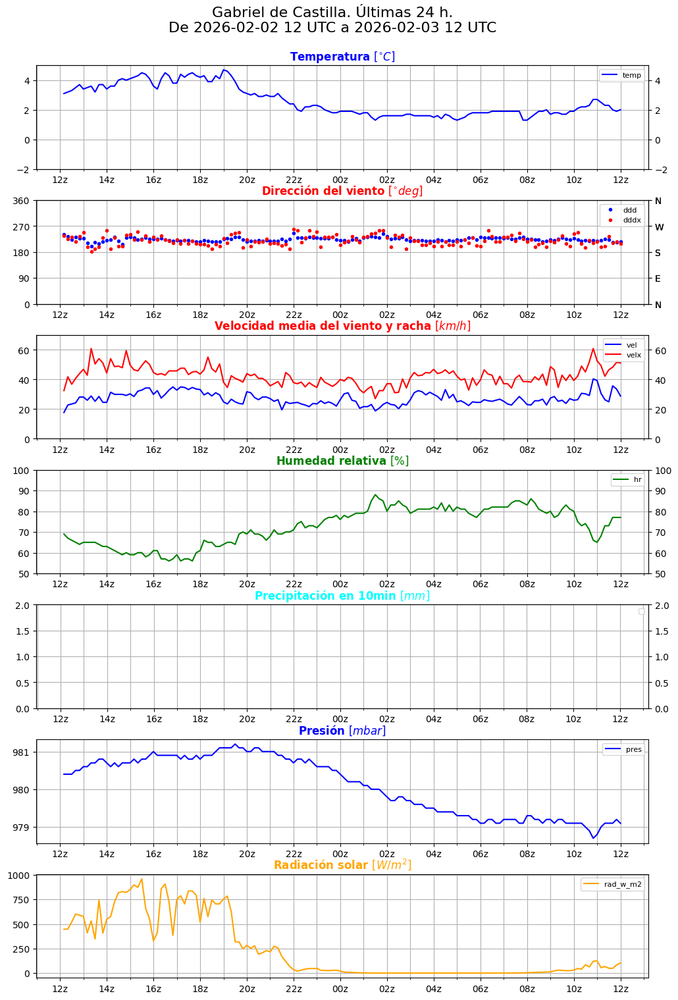 Gabriel de Castilla. Últimas 24 h.
De 2026-02-02 12 UTC a 2026-02-03 12 UTC
Temperatura [°C]
temp
4 4
2 2
0 0
−2 −2
12z 14z 16z 18z 20z 22z 00z 02z 04z 06z 08z 10z 12z
Dirección del viento [°deg]
ddd
dddx
360 N
270 W
180 S
90 E
0 N
12z 14z 16z 18z 20z 22z 00z 02z 04z 06z 08z 10z 12z
Velocidad media del viento y racha [km/h]
vel
velx
60 60
40 40
20 20
0 0
12z 14z 16z 18z 20z 22z 00z 02z 04z 06z 08z 10z 12z
Humedad relativa [%]
hr
100 100
90 90
80 80
70 70
60 60
50 50
12z 14z 16z 18z 20z 22z 00z 02z 04z 06z 08z 10z 12z
Precipitación en 10min [mm]
2.0 2.0
1.5 1.5
1.0 1.0
0.5 0.5
0.0 0.0
12z 14z 16z 18z 20z 22z 00z 02z 04z 06z 08z 10z 12z
Presión [mbar]
pres
981
980
979
12z 14z 16z 18z 20z 22z 00z 02z 04z 06z 08z 10z 12z
Radiación solar [W/m²]
rad_w_m2
1000
750
500
250
0
12z 14z 16z 18z 20z 22z 00z 02z 04z 06z 08z 10z 12z